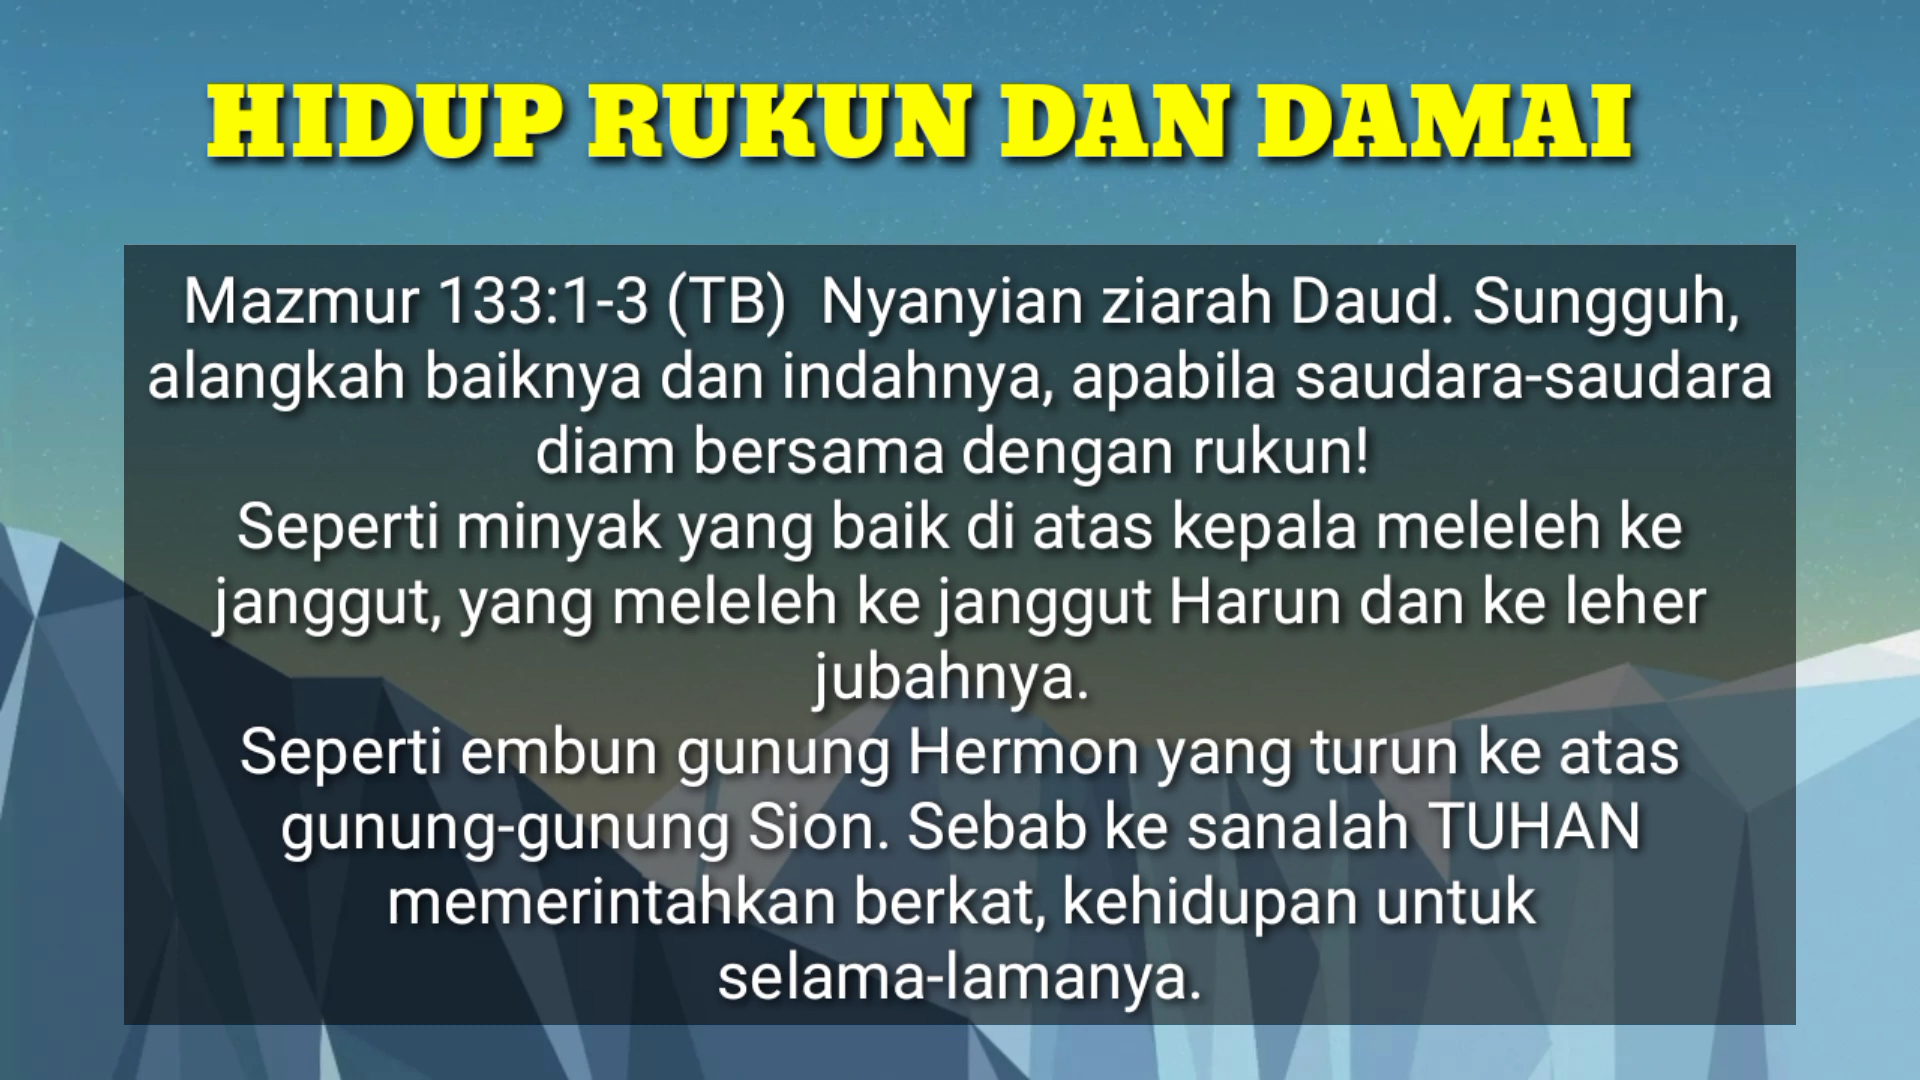 HIDUP RUKUN DAN DAMAI
Mazmur 133:1-3 (TB)  Nyanyian ziarah Daud. Sungguh,
alangkah baiknya dan indahnya, apabila saudara-saudara
diam bersama dengan rukun!
Seperti minyak yang baik di atas kepala meleleh ke
janggut, yang meleleh ke janggut Harun dan ke leher
jubahnya.
Seperti embun gunung Hermon yang turun ke atas
gunung-gunung Sion. Sebab ke sanalah TUHAN
memerintahkan berkat, kehidupan untuk
selama-lamanya.